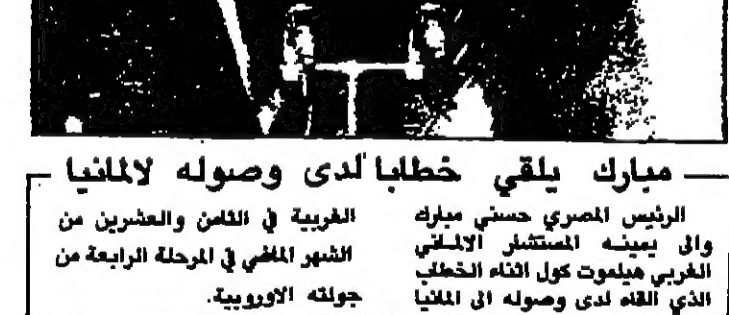 مبارك يلقي خطابا لدى وصوله لالمانيا
الرئيس المصري حسني مبارك
والى يمينه المستشار الالماني
الغربي هيلموت كول اثناء الخطاب
الذي القاه لدى وصوله الى المانيا
الغربية في الثامن والعشرين من
الشهر الماضي في المرحلة الرابعة من
جولته الاوروبية.